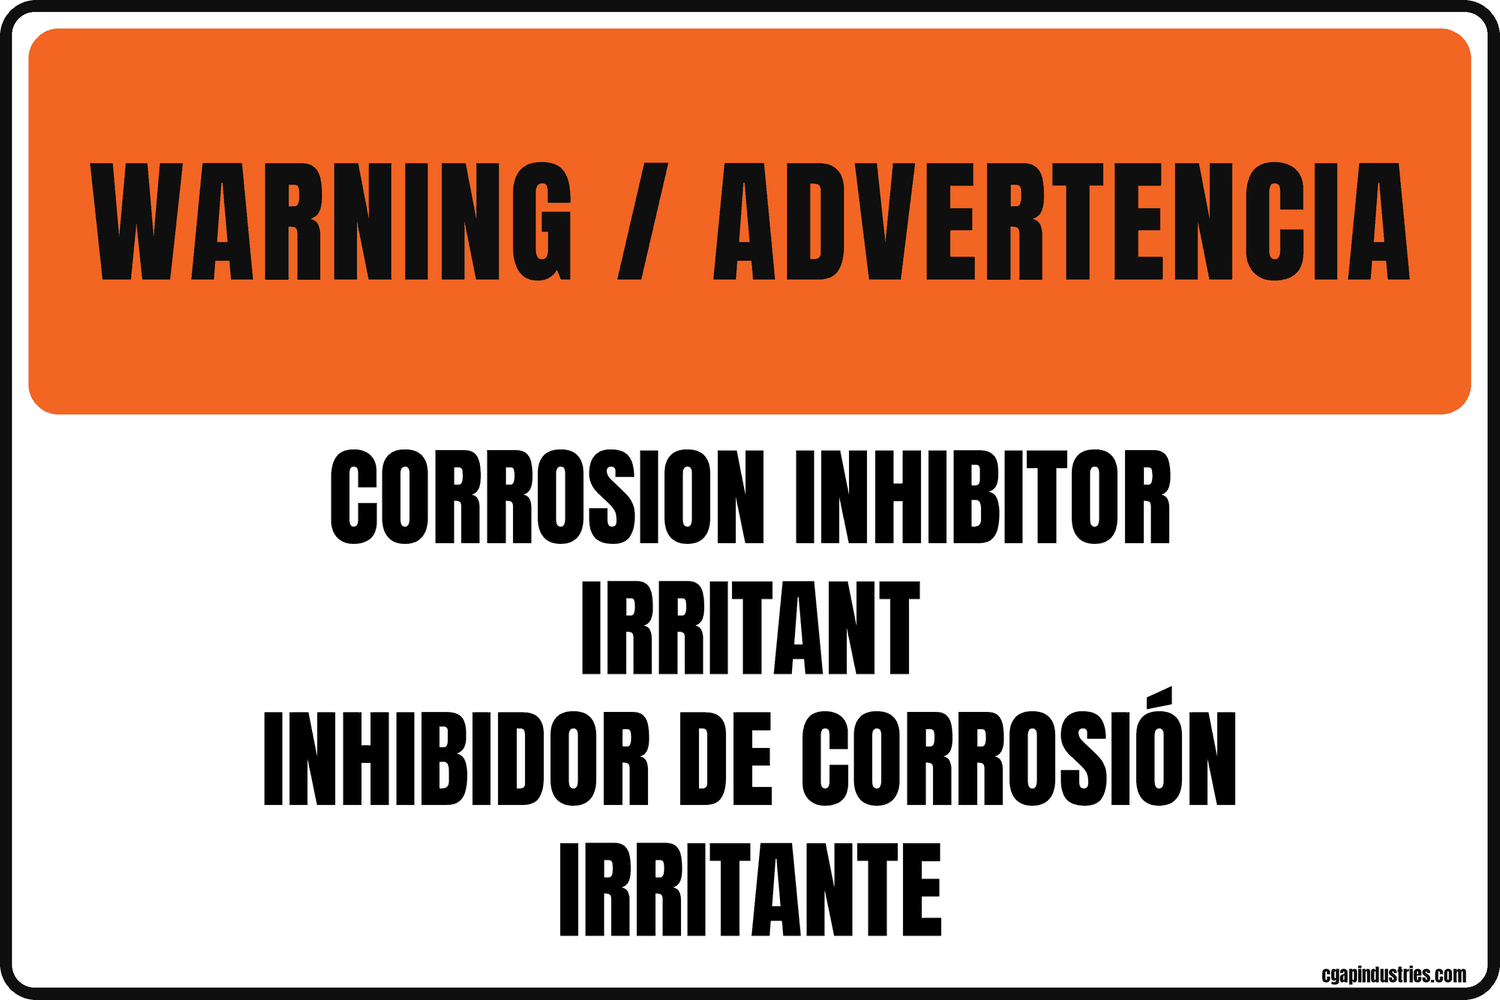 WARNING / ADVERTENCIA
CORROSION INHIBITOR
IRRITANT
INHIBIDOR DE CORROSIÓN
IRRITANTE
cgapindustries.com